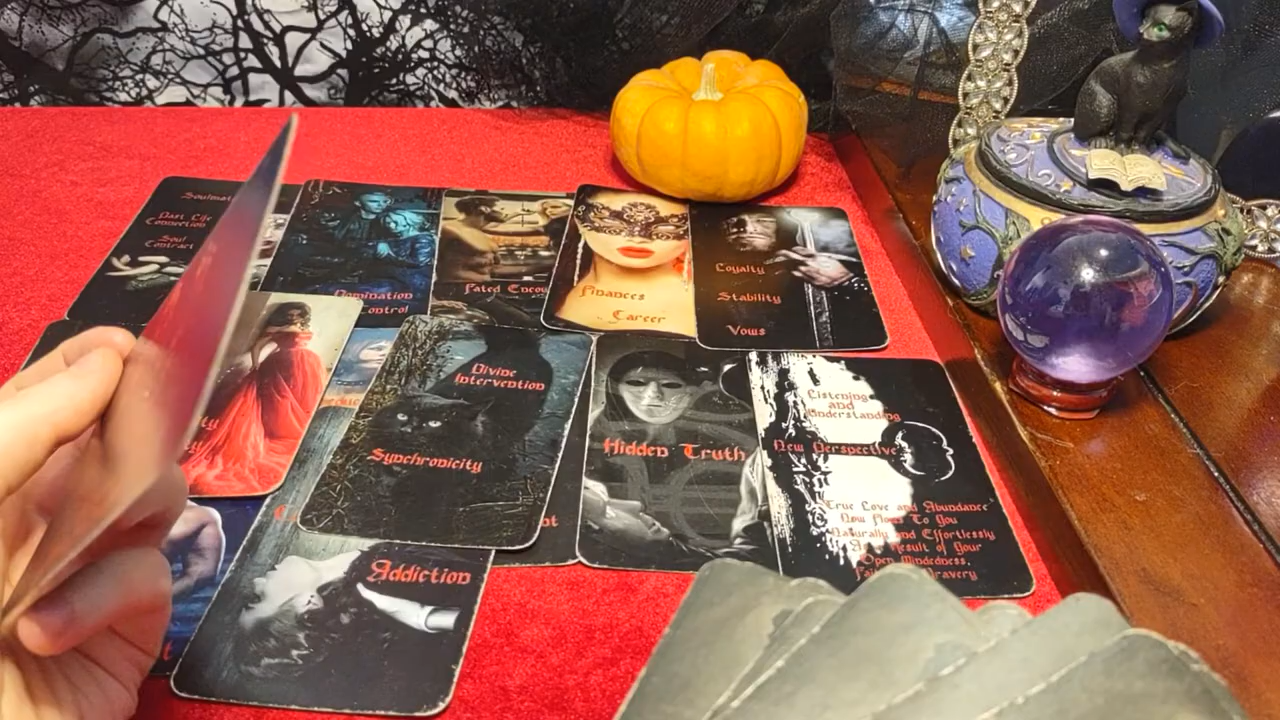 Soulmate
Past Life
Connection
Soul
Contract
Domination
Control
Fated Encou
Finances
Career
Loyalty
Stability
Vows
Divine
Intervention
Synchronicity
Hidden Truth
Listening
and
Understanding
New Perspective
True Love and Abundance
Now Flows To You
Naturally and Effortlessly
As A Result of Your
Open Mindedness,
Bravery
Addiction